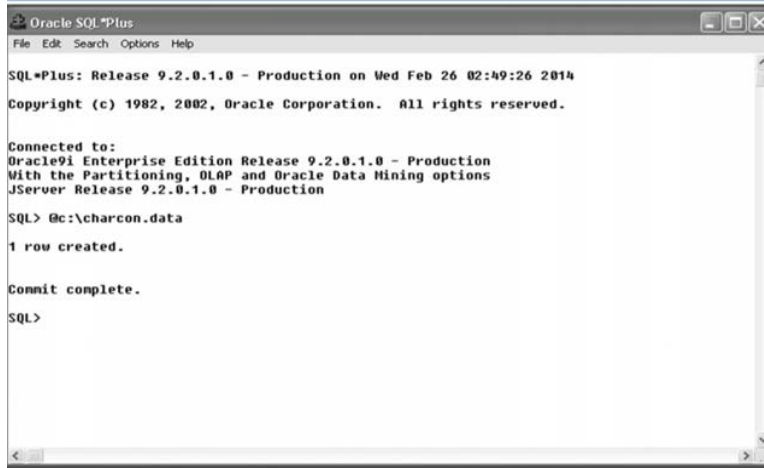 Oracle SQL*Plus
File Edit Search Options Help
SQL*Plus: Release 9.2.0.1.0 - Production on Wed Feb 26 02:49:26 2014
Copyright (c) 1982, 2002, Oracle Corporation.  All rights reserved.
Connected to:
Oracle9i Enterprise Edition Release 9.2.0.1.0 - Production
With the Partitioning, OLAP and Oracle Data Mining options
JServer Release 9.2.0.1.0 - Production
SQL> @c:\charcon.data
1 row created.
Commit complete.
SQL>